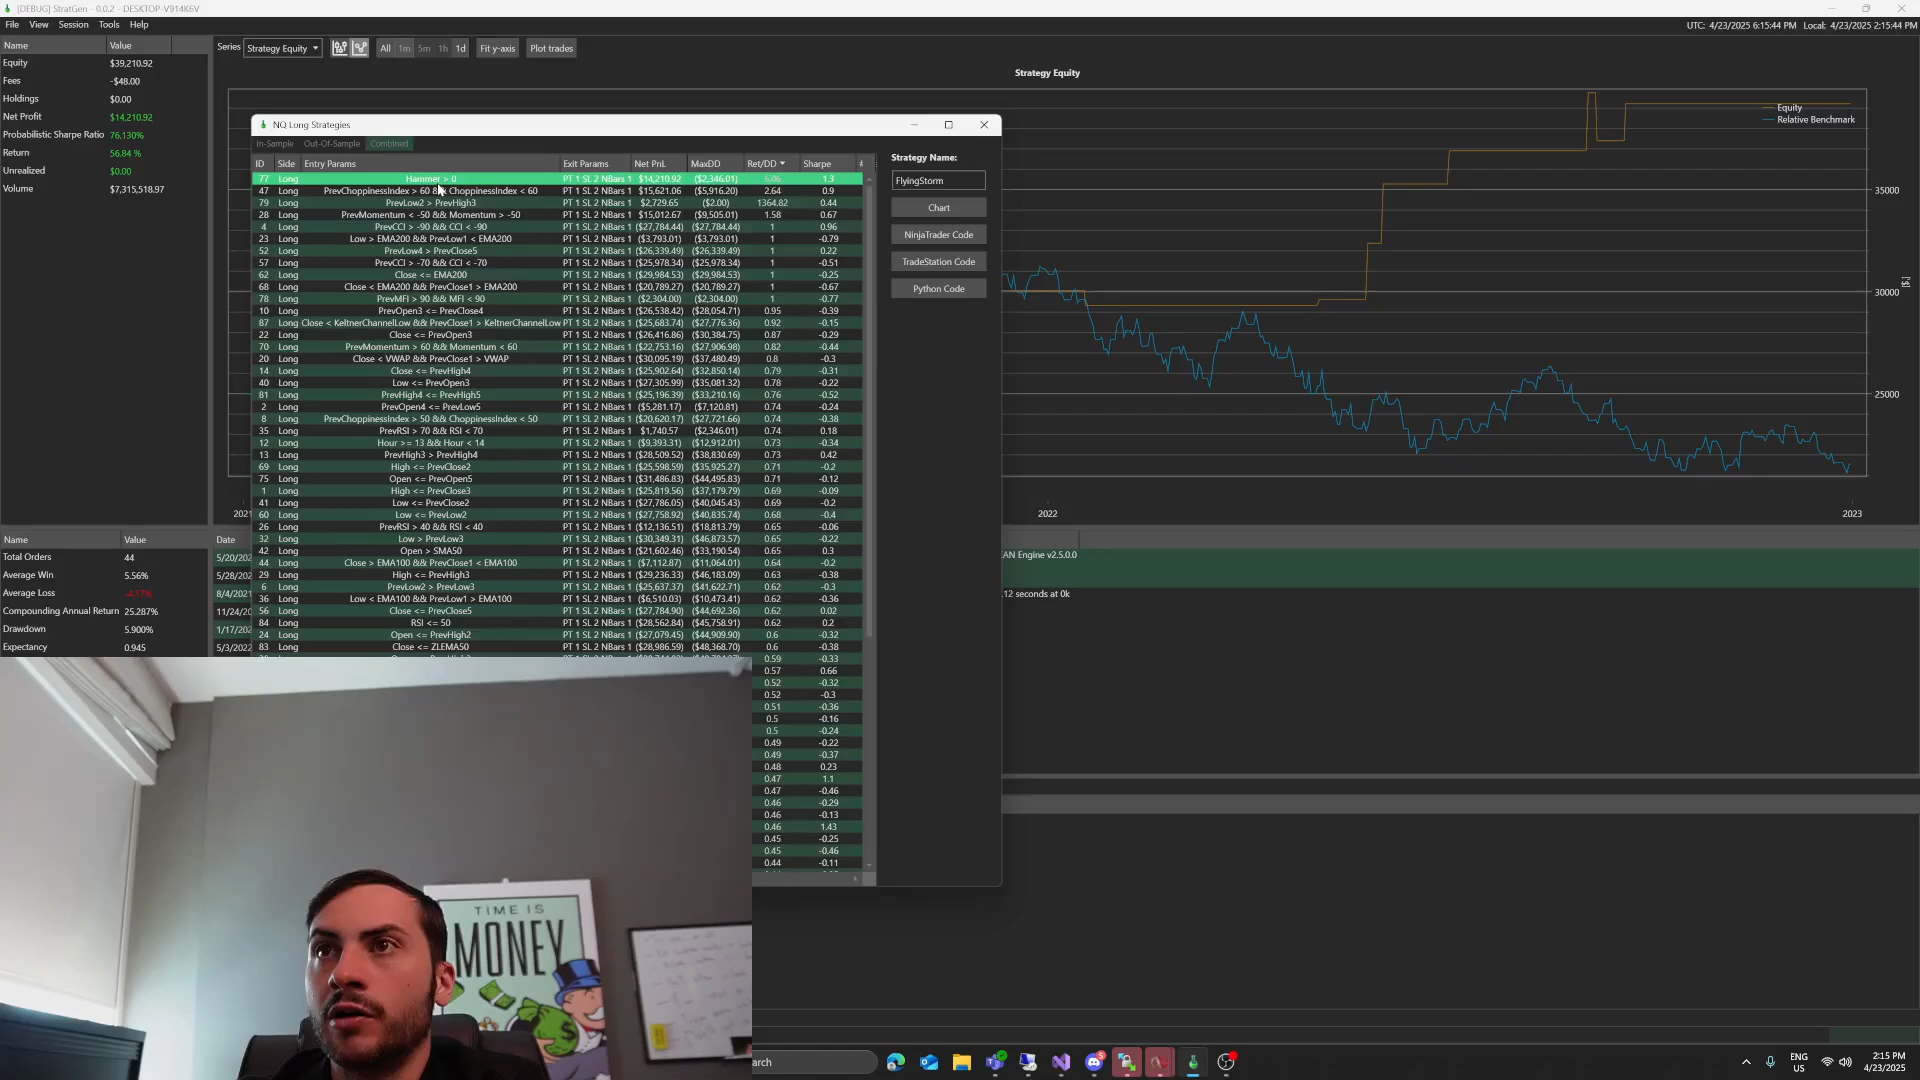 [DEBUG] StratGen - 0.0.2 - DESKTOP-V914K6V
File View Session Tools Help
UTC: 4/23/2025 6:15:44 PM Local: 4/23/2025 2:15:44 PM
Name Value
Equity $39,210.92
Fees -$48.00
Holdings $0.00
Net Profit $14,210.92
Probabilistic Sharpe Ratio 76.130%
Return 56.84 %
Unrealized $0.00
Volume $7,315,518.97
Series Strategy Equity All 1m 5m 1h 1d Fit y-axis Plot trades
Strategy Equity
Equity
Relative Benchmark
35000
30000
25000
[$]
2021
2022
2023
NQ Long Strategies
In-Sample Out-Of-Sample Combined
ID Side Entry Params Exit Params Net PnL MaxDD Ret/DD Sharpe #
77 Long Hammer > 0 PT 1 SL 2 NBars 1 $14,210.92 ($2,346.01) 6.06 1.3
47 Long PrevChoppinessIndex > 60 && ChoppinessIndex < 60 PT 1 SL 2 NBars 1 $15,621.06 ($5,916.20) 2.64 0.9
79 Long PrevLow2 > PrevHigh3 PT 1 SL 2 NBars 1 $2,729.65 ($2.00) 1364.82 0.44
28 Long PrevMomentum < -50 && Momentum > -50 PT 1 SL 2 NBars 1 $15,012.67 ($9,505.01) 1.58 0.67
4 Long PrevCCI > -90 && CCI < -90 PT 1 SL 2 NBars 1 ($27,784.44) ($27,784.44) 1 0.96
23 Long Low > EMA200 && PrevLow1 < EMA200 PT 1 SL 2 NBars 1 ($3,793.01) ($3,793.01) 1 -0.79
52 Long PrevLow4 > PrevClose5 PT 1 SL 2 NBars 1 ($26,339.49) ($26,339.49) 1 0.22
57 Long PrevCCI > -70 && CCI < -70 PT 1 SL 2 NBars 1 ($25,978.34) ($25,978.34) 1 -0.51
62 Long Close <= EMA200 PT 1 SL 2 NBars 1 ($29,984.53) ($29,984.53) 1 -0.25
68 Long Close < EMA200 && PrevClose1 > EMA200 PT 1 SL 2 NBars 1 ($20,789.27) ($20,789.27) 1 -0.67
78 Long PrevMFI > 90 && MFI < 90 PT 1 SL 2 NBars 1 ($2,304.00) ($2,304.00) 1 -0.77
10 Long PrevOpen3 <= PrevClose4 PT 1 SL 2 NBars 1 ($26,538.42) ($28,054.71) 0.95 -0.39
87 Long Close < KeltnerChannelLow && PrevClose1 > KeltnerChannelLow PT 1 SL 2 NBars 1 ($25,683.74) ($27,776.36) 0.92 -0.15
22 Long Close <= PrevOpen3 PT 1 SL 2 NBars 1 ($26,416.86) ($30,384.75) 0.87 -0.29
70 Long PrevMomentum > 60 && Momentum < 60 PT 1 SL 2 NBars 1 ($22,753.16) ($27,906.98) 0.82 -0.44
20 Long Close < VWAP && PrevClose1 > VWAP PT 1 SL 2 NBars 1 ($30,095.19) ($37,480.49) 0.8 -0.3
14 Long Close <= PrevHigh4 PT 1 SL 2 NBars 1 ($25,902.64) ($32,850.14) 0.79 -0.31
40 Long Low <= PrevOpen3 PT 1 SL 2 NBars 1 ($27,305.99) ($35,081.32) 0.78 -0.22
81 Long PrevHigh4 <= PrevHigh5 PT 1 SL 2 NBars 1 ($25,196.39) ($33,210.16) 0.76 -0.52
2 Long PrevOpen4 <= PrevLow5 PT 1 SL 2 NBars 1 ($5,281.17) ($7,120.81) 0.74 -0.24
8 Long PrevChoppinessIndex > 50 && ChoppinessIndex < 50 PT 1 SL 2 NBars 1 ($20,620.17) ($27,721.66) 0.74 -0.38
35 Long PrevRSI > 70 && RSI < 70 PT 1 SL 2 NBars 1 $1,740.57 ($2,346.01) 0.74 0.18
12 Long Hour >= 13 && Hour < 14 PT 1 SL 2 NBars 1 ($9,393.31) ($12,912.01) 0.73 -0.34
13 Long PrevHigh3 > PrevHigh4 PT 1 SL 2 NBars 1 ($28,509.52) ($38,830.69) 0.73 0.42
69 Long High <= PrevClose2 PT 1 SL 2 NBars 1 ($25,598.59) ($35,925.27) 0.71 -0.2
75 Long Open <= PrevOpen5 PT 1 SL 2 NBars 1 ($31,486.83) ($44,495.83) 0.71 -0.12
1 Long High <= PrevClose3 PT 1 SL 2 NBars 1 ($25,819.56) ($37,179.79) 0.69 -0.09
41 Long Low <= PrevClose2 PT 1 SL 2 NBars 1 ($27,786.05) ($40,045.43) 0.69 -0.2
60 Long Low <= PrevLow2 PT 1 SL 2 NBars 1 ($27,758.92) ($40,835.74) 0.68 -0.4
26 Long PrevRSI > 40 && RSI < 40 PT 1 SL 2 NBars 1 ($12,136.51) ($18,813.79) 0.65 -0.06
32 Long Low > PrevLow3 PT 1 SL 2 NBars 1 ($30,349.31) ($46,873.57) 0.65 -0.22
42 Long Open > SMA50 PT 1 SL 2 NBars 1 ($21,602.46) ($33,190.54) 0.65 0.3
44 Long Close > EMA100 && PrevClose1 < EMA100 PT 1 SL 2 NBars 1 ($7,112.87) ($11,064.01) 0.64 -0.2
29 Long High <= PrevHigh3 PT 1 SL 2 NBars 1 ($29,236.33) ($46,183.09) 0.63 -0.38
6 Long PrevLow2 > PrevLow3 PT 1 SL 2 NBars 1 ($25,637.37) ($41,622.71) 0.62 -0.3
36 Long Low < EMA100 && PrevLow1 > EMA100 PT 1 SL 2 NBars 1 ($6,510.03) ($10,473.41) 0.62 -0.36
56 Long Close <= PrevClose5 PT 1 SL 2 NBars 1 ($27,784.90) ($44,692.36) 0.62 0.02
84 Long RSI <= 50 PT 1 SL 2 NBars 1 ($28,562.84) ($45,758.91) 0.62 0.2
24 Long Open <= PrevHigh2 PT 1 SL 2 NBars 1 ($27,079.45) ($44,909.90) 0.6 -0.32
83 Long Close <= ZLEMA50 PT 1 SL 2 NBars 1 ($28,986.59) ($48,368.70) 0.6 -0.38
0.59 -0.33
0.57 0.66
0.52 -0.32
0.52 -0.3
0.51 -0.36
0.5 -0.16
0.5 -0.24
0.49 -0.22
0.49 -0.37
0.48 0.23
0.47 1.1
0.47 -0.46
0.46 -0.29
0.46 -0.13
0.46 1.43
0.45 -0.25
0.45 -0.46
0.44 -0.11
Strategy Name:
FlyingStorm
Chart
NinjaTrader Code
TradeStation Code
Python Code
Name Value
Total Orders 44
Average Win 5.56%
Average Loss -4.17%
Compounding Annual Return 25.287%
Drawdown 5.900%
Expectancy 0.945
Date
5/20/202
5/28/202
8/4/2021
11/24/20
1/17/202
5/3/2022
AN Engine v2.5.0.0
.12 seconds at 0k
TIME IS
MONEY
arch
ENG
US
2:15 PM
4/23/2025